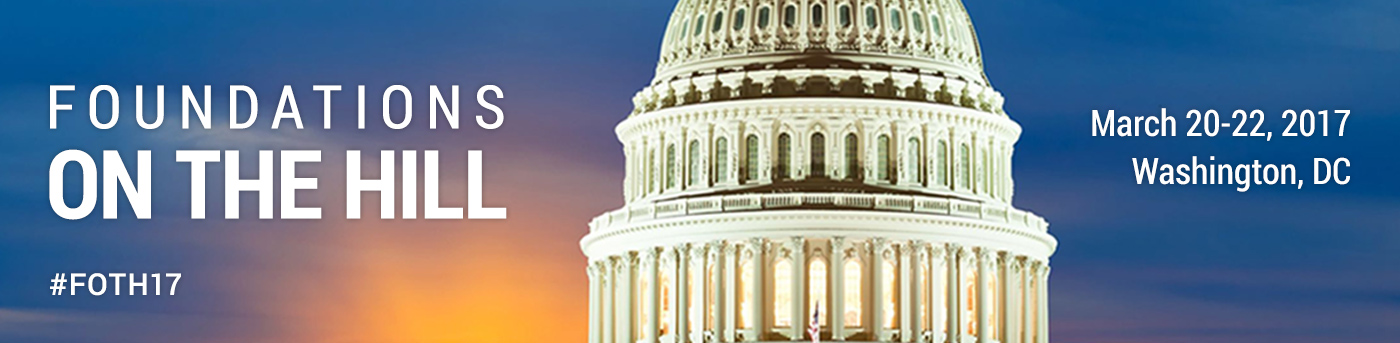 FOUNDATIONS
ON THE HILL
#FOTH17
March 20-22, 2017
Washington, DC